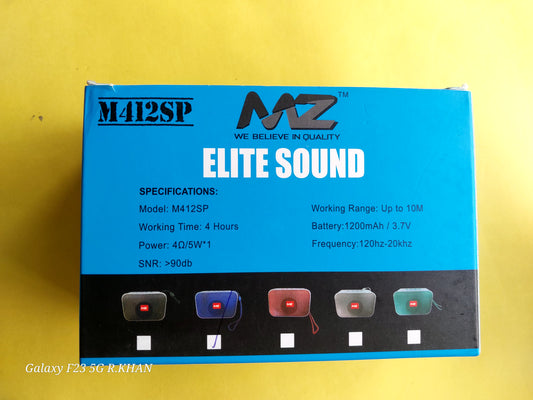 M412SP
MZ TM
WE BELIEVE IN QUALITY
ELITE SOUND
SPECIFICATIONS:
Model: M412SP
Working Range: Up to 10M
Working Time: 4 Hours
Battery:1200mAh / 3.7V
Power: 4Ω/5W*1
Frequency:120hz-20khz
SNR: >90db
Galaxy F23 5G R.KHAN